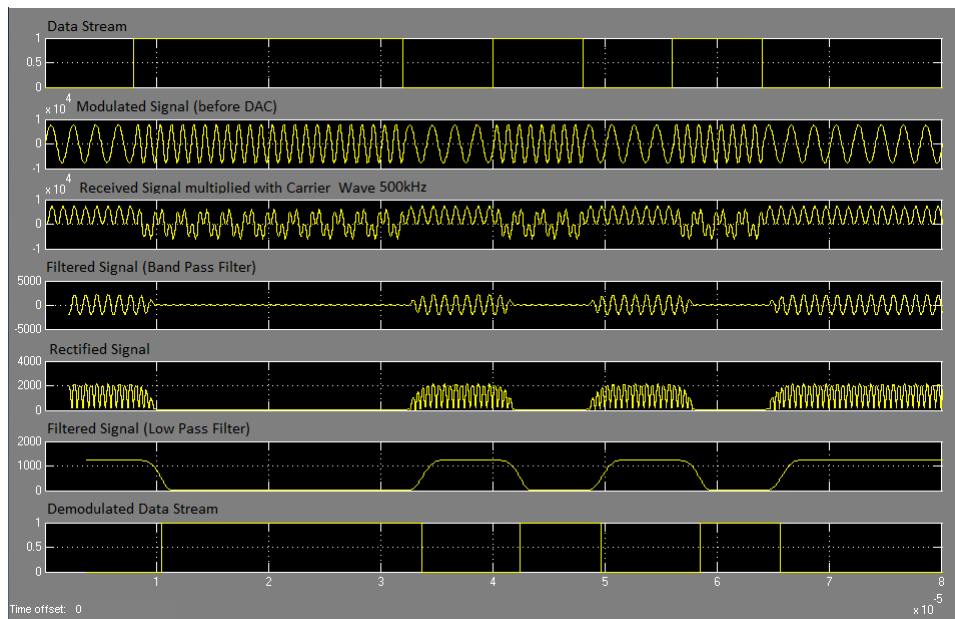 Data Stream
1
0.5
0
x 10^4 Modulated Signal (before DAC)
1
0
-1
x 10^4 Received Signal multiplied with Carrier Wave 500kHz
1
0
-1
Filtered Signal (Band Pass Filter)
5000
0
-5000
Rectified Signal
4000
2000
0
Filtered Signal (Low Pass Filter)
2000
1000
0
Demodulated Data Stream
1
0.5
0
1 2 3 4 5 6 7 8
Time offset: 0
x 10^-5